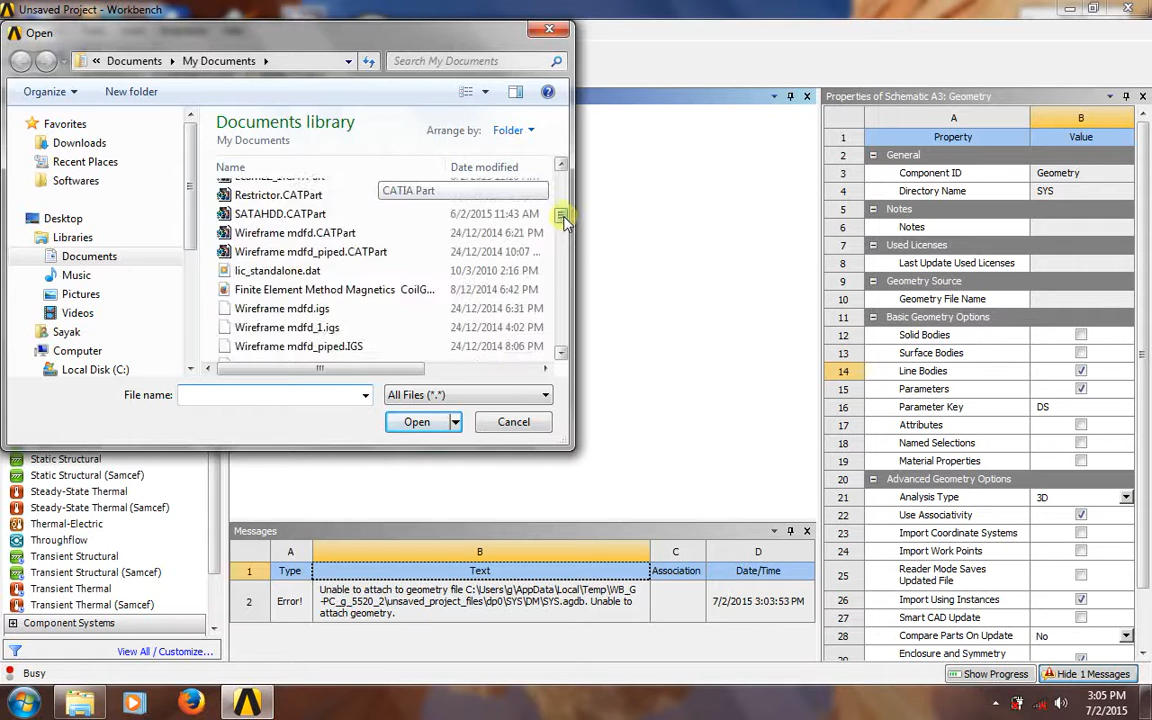 Unsaved Project - Workbench
Open
Documents
My Documents
Search My Documents
Organize
New folder
Favorites
Downloads
Recent Places
Softwares
Desktop
Libraries
Documents
Music
Pictures
Videos
Sayak
Computer
Local Disk (C:)
Documents library
My Documents
Arrange by: Folder
Name Date modified
CATIA Part
Restrictor.CATPart
SATAHDD.CATPart 6/2/2015 11:43 AM
Wireframe mdfd.CATPart 24/12/2014 6:21 PM
Wireframe mdfd_piped.CATPart 24/12/2014 10:07 ...
lic_standalone.dat 10/3/2010 2:16 PM
Finite Element Method Magnetics CoilG... 8/12/2014 6:42 PM
Wireframe mdfd.igs 24/12/2014 6:31 PM
Wireframe mdfd_1.igs 24/12/2014 4:02 PM
Wireframe mdfd_piped.IGS 24/12/2014 8:06 PM
File name:
All Files (*.*)
Open
Cancel
Static Structural
Static Structural (Samcef)
Steady-State Thermal
Steady-State Thermal (Samcef)
Thermal-Electric
Throughflow
Transient Structural
Transient Structural (Samcef)
Transient Thermal
Transient Thermal (Samcef)
Component Systems
View All / Customize...
Messages
A B C D
1 Type Text Association Date/Time
2 Error! Unable to attach to geometry file C:\Users\g\AppData\Local\Temp\WB_G
-PC_g_5520_2\unsaved_project_files\dp0\SYS\DM\SYS.agdb. Unable to
attach geometry. 7/2/2015 3:03:53 PM
Properties of Schematic A3: Geometry
A B
1 Property Value
2 General
3 Component ID Geometry
4 Directory Name SYS
5 Notes
6 Notes
7 Used Licenses
8 Last Update Used Licenses
9 Geometry Source
10 Geometry File Name
11 Basic Geometry Options
12 Solid Bodies
13 Surface Bodies
14 Line Bodies
15 Parameters
16 Parameter Key DS
17 Attributes
18 Named Selections
19 Material Properties
20 Advanced Geometry Options
21 Analysis Type 3D
22 Use Associativity
23 Import Coordinate Systems
24 Import Work Points
25 Reader Mode Saves
Updated File
26 Import Using Instances
27 Smart CAD Update
28 Compare Parts On Update No
Enclosure and Symmetry
Busy
Show Progress
Hide 1 Messages
3:05 PM
7/2/2015